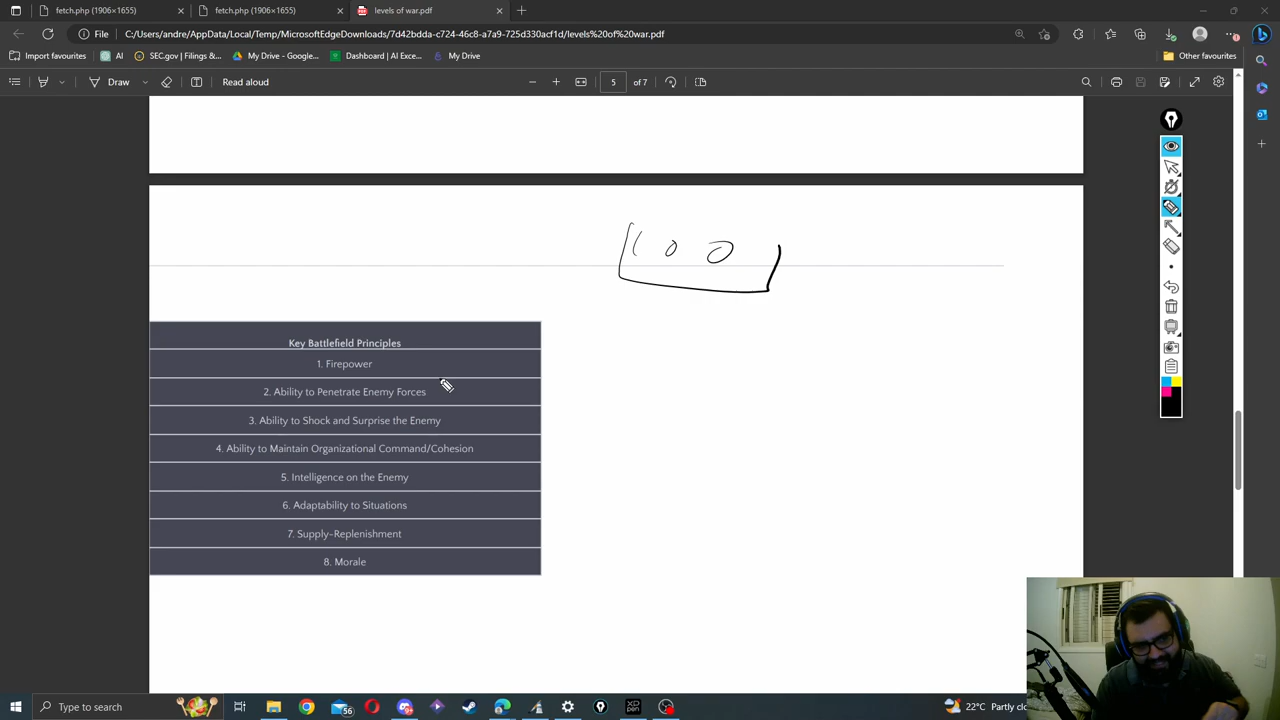 fetch.php (1906×1655)
fetch.php (1906×1655)
levels of war.pdf
File
C:/Users/andre/AppData/Local/Temp/MicrosoftEdgeDownloads/7d42bdda-c724-46c8-a7a9-725d330acf1d/levels%20of%20war.pdf
Import favourites
AI
SEC.gov | Filings &...
My Drive - Google...
Dashboard | AI Exce...
My Drive
Other favourites
Draw
Read aloud
5 of 7
100
Key Battlefield Principles
1. Firepower
2. Ability to Penetrate Enemy Forces
3. Ability to Shock and Surprise the Enemy
4. Ability to Maintain Organizational Command/Cohesion
5. Intelligence on the Enemy
6. Adaptability to Situations
7. Supply-Replenishment
8. Morale
Type to search
56
XD PEN
22°C Partly clo